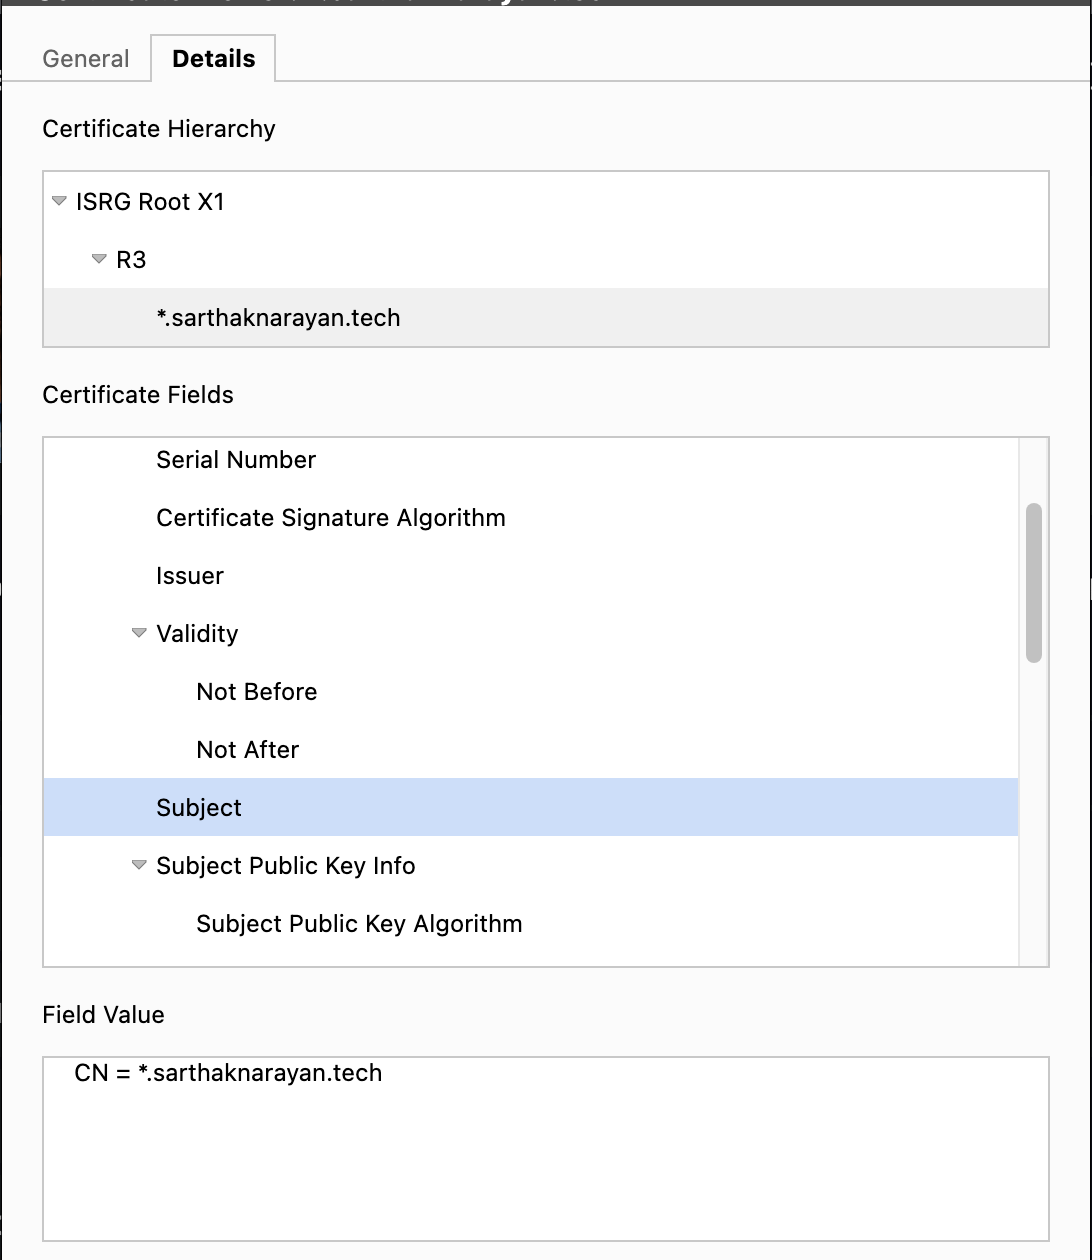 General
Details
Certificate Hierarchy
ISRG Root X1
R3
*.sarthaknarayan.tech
Certificate Fields
Serial Number
Certificate Signature Algorithm
Issuer
Validity
Not Before
Not After
Subject
Subject Public Key Info
Subject Public Key Algorithm
Field Value
CN = *.sarthaknarayan.tech